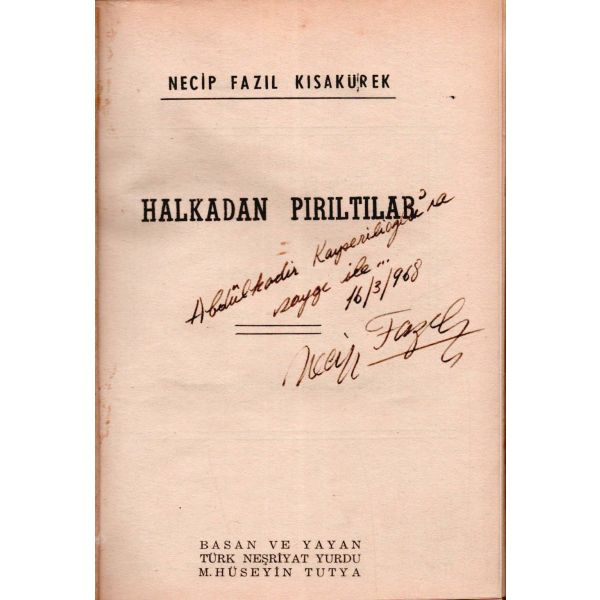 NECİP FAZIL KISAKÜREK
HALKADAN PIRILTILAR
Abdülkadir Kayserilioğlu'na
saygı ile...
16/3/968
Necip Fazıl
BASAN VE YAYAN
TÜRK NEŞRİYAT YURDU
M. HÜSEYİN TUTYA